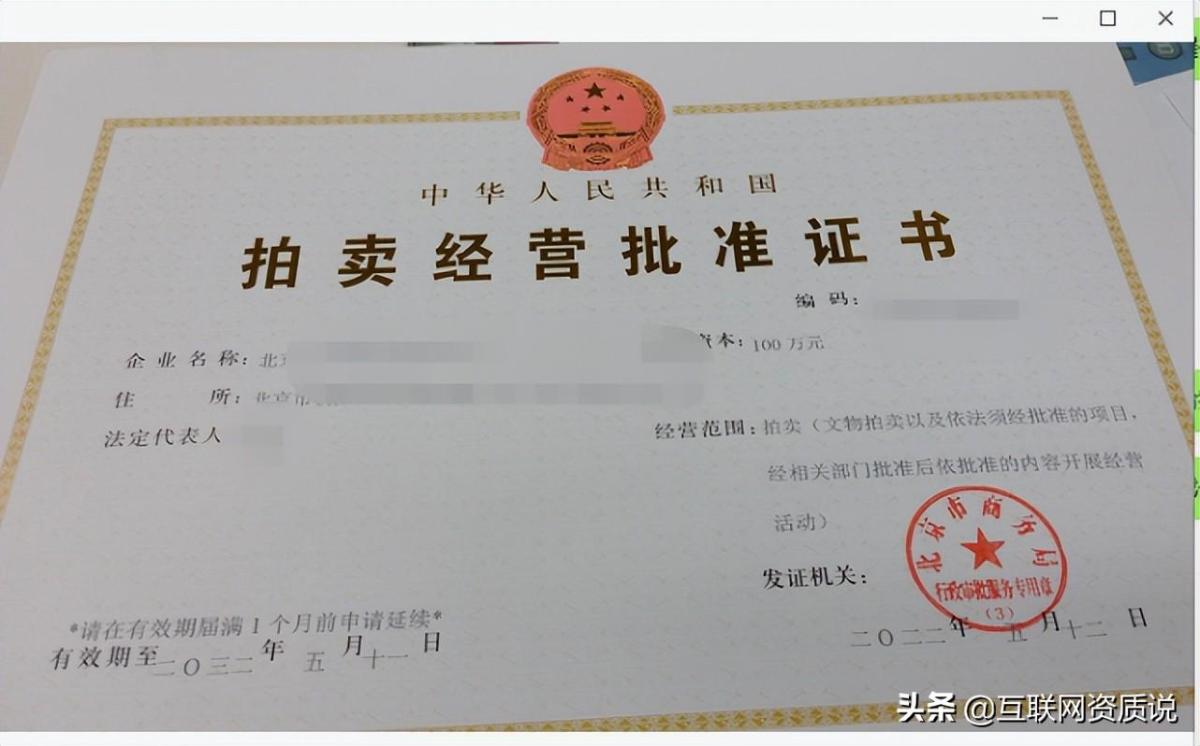 中华人民共和国
拍卖经营批准证书
编码：
企业名称：北
资本：100万元
住所：北京市
法定代表人
经营范围：拍卖（文物拍卖以及依法须经批准的项目，
经相关部门批准后依批准的内容开展经营
活动）
发证机关：
北京市商务局
行政审批服务专用章
（3）
二〇二二年五月十二日
*请在有效期届满1个月前申请延续*
有效期至二〇三二年五月十一日
头条 @互联网资质说